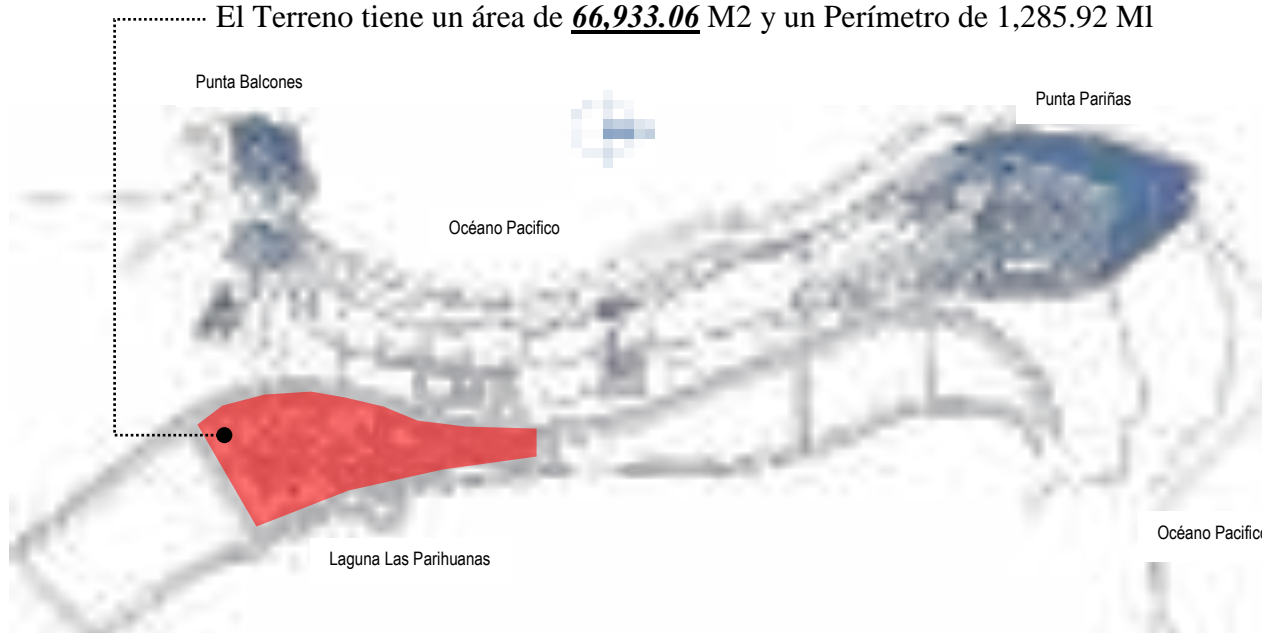 El Terreno tiene un área de 66,933.06 M2 y un Perímetro de 1,285.92 Ml
Punta Balcones
Punta Pariñas
Océano Pacifico
Océano Pacifico
Laguna Las Parihuanas